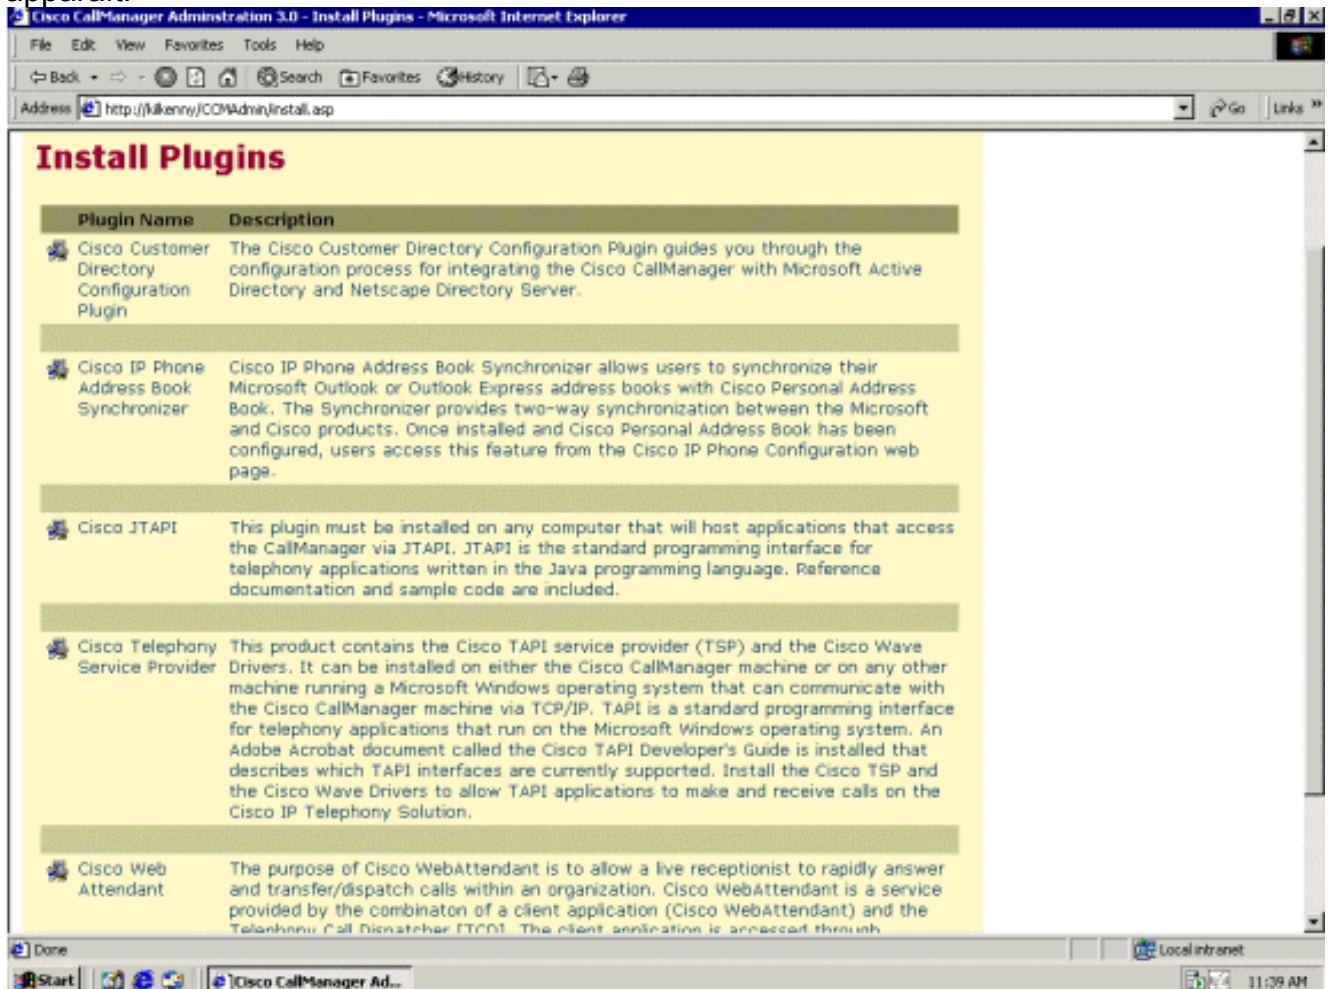 apparaît.
Cisco CallManager Adminstration 3.0 - Install Plugins - Microsoft Internet Explorer
File Edit View Favorites Tools Help
Back Search Favorites History
Address http://kilkenny/CCMAdmin/install.asp Go Links »
Install Plugins
Plugin Name Description
Cisco Customer Directory Configuration Plugin
The Cisco Customer Directory Configuration Plugin guides you through the
configuration process for integrating the Cisco CallManager with Microsoft Active
Directory and Netscape Directory Server.
Cisco IP Phone Address Book Synchronizer
Cisco IP Phone Address Book Synchronizer allows users to synchronize their
Microsoft Outlook or Outlook Express address books with Cisco Personal Address
Book. The Synchronizer provides two-way synchronization between the Microsoft
and Cisco products. Once installed and Cisco Personal Address Book has been
configured, users access this feature from the Cisco IP Phone Configuration web
page.
Cisco JTAPI
This plugin must be installed on any computer that will host applications that access
the CallManager via JTAPI. JTAPI is the standard programming interface for
telephony applications written in the Java programming language. Reference
documentation and sample code are included.
Cisco Telephony Service Provider
This product contains the Cisco TAPI service provider (TSP) and the Cisco Wave
Drivers. It can be installed on either the Cisco CallManager machine or on any other
machine running a Microsoft Windows operating system that can communicate with
the Cisco CallManager machine via TCP/IP. TAPI is a standard programming interface
for telephony applications that run on the Microsoft Windows operating system. An
Adobe Acrobat document called the Cisco TAPI Developer's Guide is installed that
describes which TAPI interfaces are currently supported. Install the Cisco TSP and
the Cisco Wave Drivers to allow TAPI applications to make and receive calls on the
Cisco IP Telephony Solution.
Cisco Web Attendant
The purpose of Cisco WebAttendant is to allow a live receptionist to rapidly answer
and transfer/dispatch calls within an organization. Cisco WebAttendant is a service
provided by the combinaton of a client application (Cisco WebAttendant) and the
Telephony Call Dispatcher [TCD]. The client application is accessed through
Done Local intranet
Start Cisco CallManager Ad... 11:39 AM